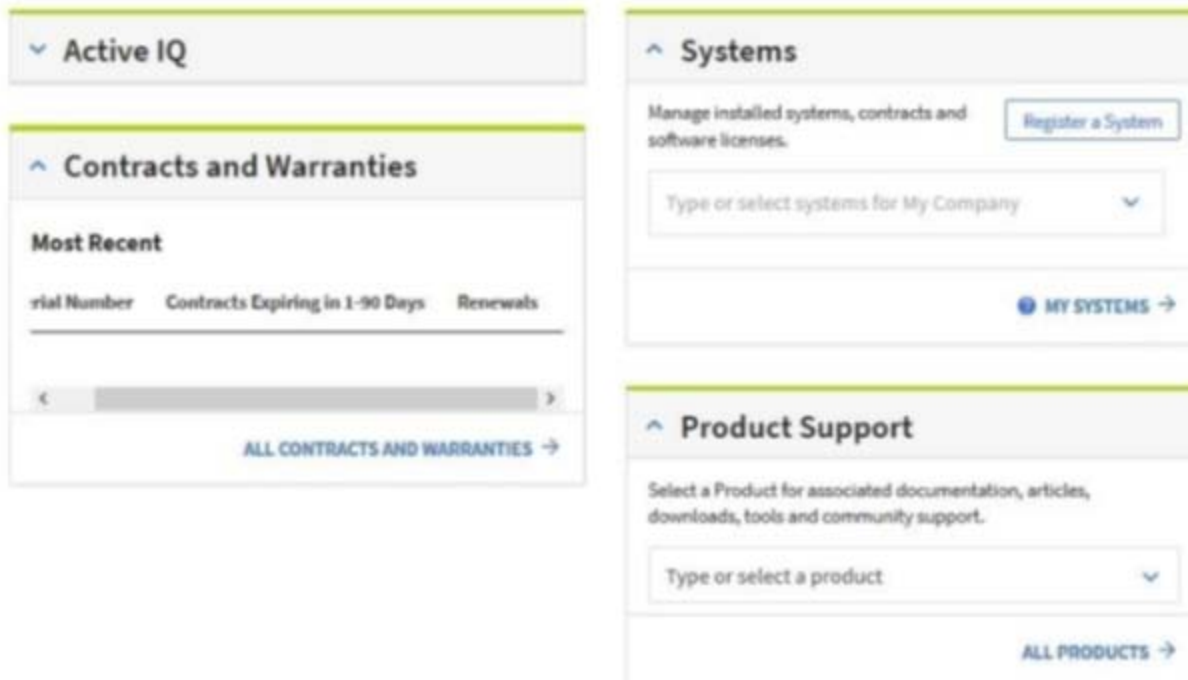 Active IQ
Contracts and Warranties
Most Recent
rial Number Contracts Expiring in 1-90 Days Renewals
ALL CONTRACTS AND WARRANTIES →
Systems
Manage installed systems, contracts and
software licenses.
Register a System
Type or select systems for My Company
? MY SYSTEMS →
Product Support
Select a Product for associated documentation, articles,
downloads, tools and community support.
Type or select a product
ALL PRODUCTS →